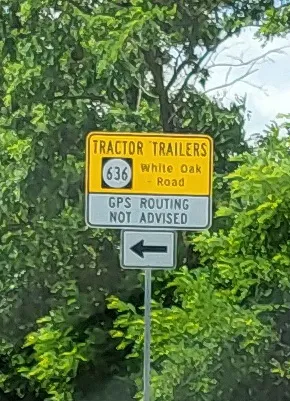 TRACTOR TRAILERS
636 White Oak
Road
GPS ROUTING
NOT ADVISED